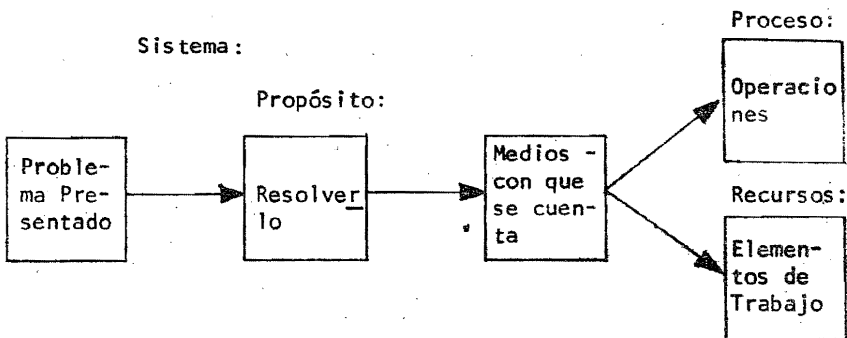 Sistema:
Propósito:
Proble-
ma Pre-
sentado
Resolver
lo
Medios -
con que
se cuen-
ta
Proceso:
Operacio
nes
Recursos:
Elemen-
tos de
Trabajo